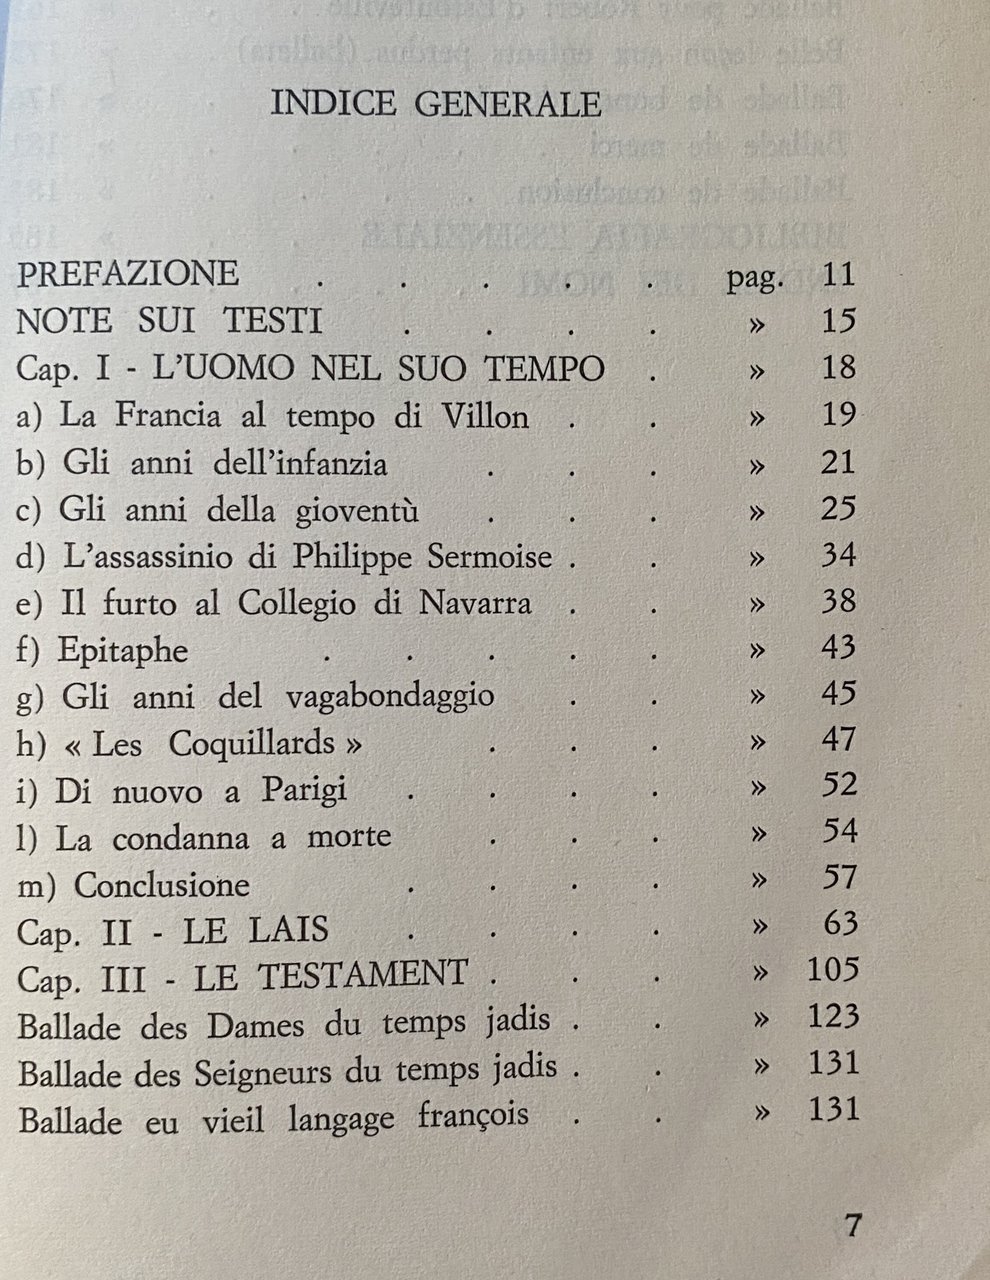 INDICE GENERALE
PREFAZIONE . . . . . pag. 11
NOTE SUI TESTI . . . . » 15
Cap. I - L'UOMO NEL SUO TEMPO . » 18
a) La Francia al tempo di Villon . . » 19
b) Gli anni dell'infanzia . . . » 21
c) Gli anni della gioventù . . . » 25
d) L'assassinio di Philippe Sermoise . . » 34
e) Il furto al Collegio di Navarra . . » 38
f) Epitaphe . . . . . » 43
g) Gli anni del vagabondaggio . . » 45
h) « Les Coquillards » . . . » 47
i) Di nuovo a Parigi . . . . » 52
l) La condanna a morte . . . » 54
m) Conclusione . . . . » 57
Cap. II - LE LAIS . . . . » 63
Cap. III - LE TESTAMENT . . . » 105
Ballade des Dames du temps jadis . . » 123
Ballade des Seigneurs du temps jadis . . » 131
Ballade eu vieil langage françois . . » 131
7